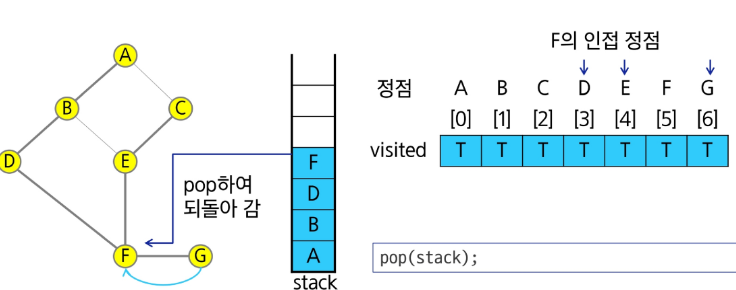 A
B
C
D
E
F
G
pop하여
되돌아 감
F
D
B
A
stack
F의 인접 정점
정점 A B C D E F G
[0] [1] [2] [3] [4] [5] [6]
visited T T T T T T T
pop(stack);